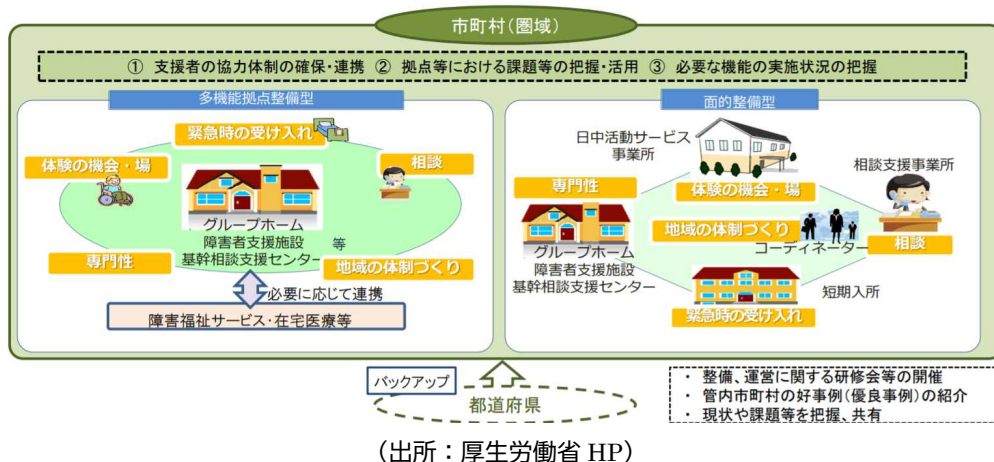 市町村(圏域)
① 支援者の協力体制の確保・連携 ② 拠点等における課題等の把握・活用 ③ 必要な機能の実施状況の把握
多機能拠点整備型
緊急時の受け入れ
体験の機会・場
相談
グループホーム
障害者支援施設
基幹相談支援センター
等
専門性
地域の体制づくり
必要に応じて連携
障害福祉サービス・在宅医療等
面的整備型
日中活動サービス
事業所
相談支援事業所
専門性
体験の機会・場
地域の体制づくり
コーディネーター
相談
グループホーム
障害者支援施設
基幹相談支援センター
短期入所
緊急時の受け入れ
バックアップ
都道府県
・ 整備、運営に関する研修会等の開催
・ 管内市町村の好事例(優良事例)の紹介
・ 現状や課題等を把握、共有
(出所:厚生労働省 HP)